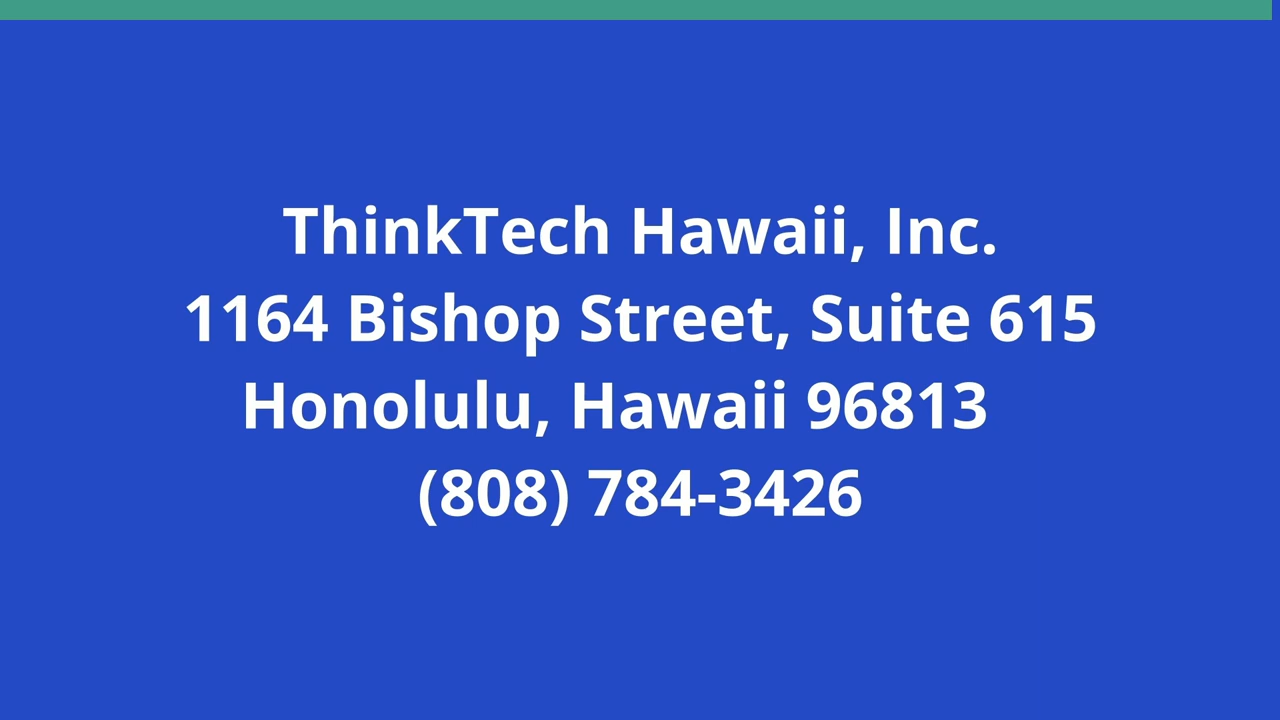 ThinkTech Hawaii, Inc.
1164 Bishop Street, Suite 615
Honolulu, Hawaii 96813
(808) 784-3426